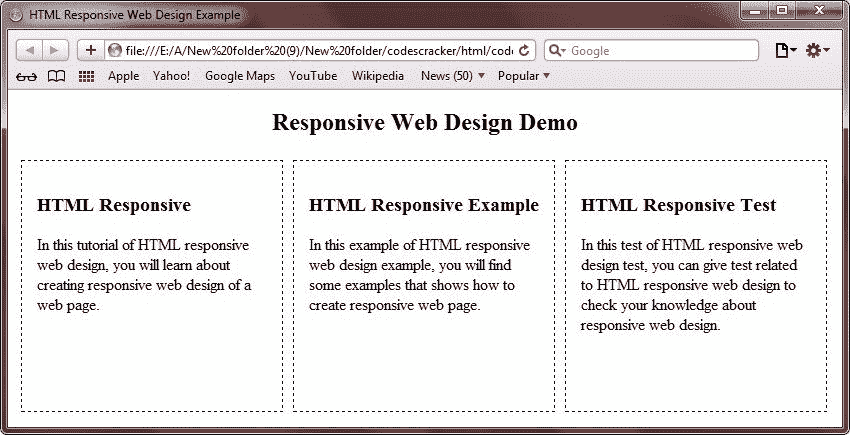 HTML Responsive Web Design Example
file:///E:/A/New%20folder%20(9)/New%20folder/codescracker/html/code
Google
Apple Yahoo! Google Maps YouTube Wikipedia News (50) Popular
Responsive Web Design Demo
HTML Responsive
In this tutorial of HTML responsive
web design, you will learn about
creating responsive web design of a
web page.
HTML Responsive Example
In this example of HTML responsive
web design example, you will find
some examples that shows how to
create responsive web page.
HTML Responsive Test
In this test of HTML responsive web
design test, you can give test related
to HTML responsive web design to
check your knowledge about
responsive web design.